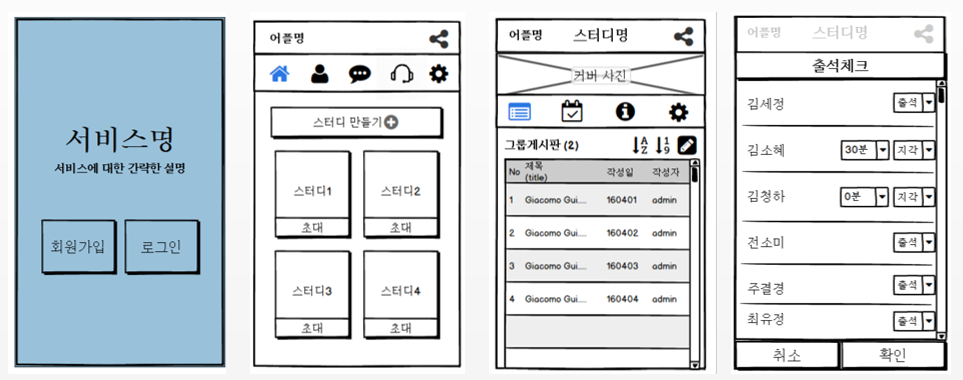 서비스명
서비스에 대한 간략한 설명
회원가입 로그인
어플명
스터디 만들기
스터디1 스터디2
초대 초대
스터디3 스터디4
초대 초대
어플명 스터디명
커버 사진
그룹게시판 (2)
A
Z
1
9
No 제목 (title) 작성일 작성자
1 Giacomo Gui.... 160401 admin
2 Giacomo Gui.... 160402 admin
3 Giacomo Gui.... 160403 admin
4 Giacomo Gui.... 160404 admin
어플명 스터디명
출석체크
김세정 출석
김소혜 30분 지각
김청하 0분 지각
전소미 출석
주결경 출석
최유정 출석
취소 확인